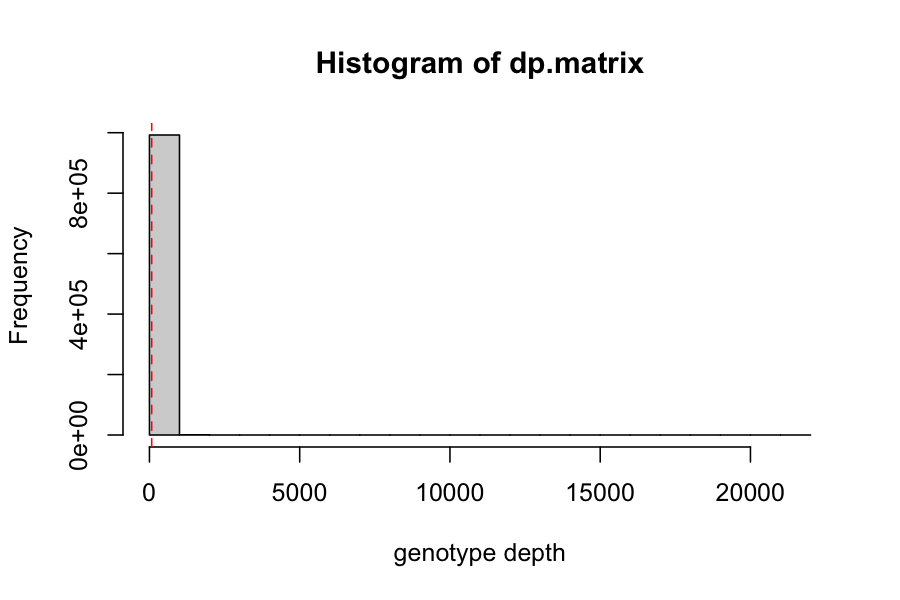 Histogram of dp.matrix
Frequency
8e+05
4e+05
0e+00
0 5000 10000 15000 20000
genotype depth